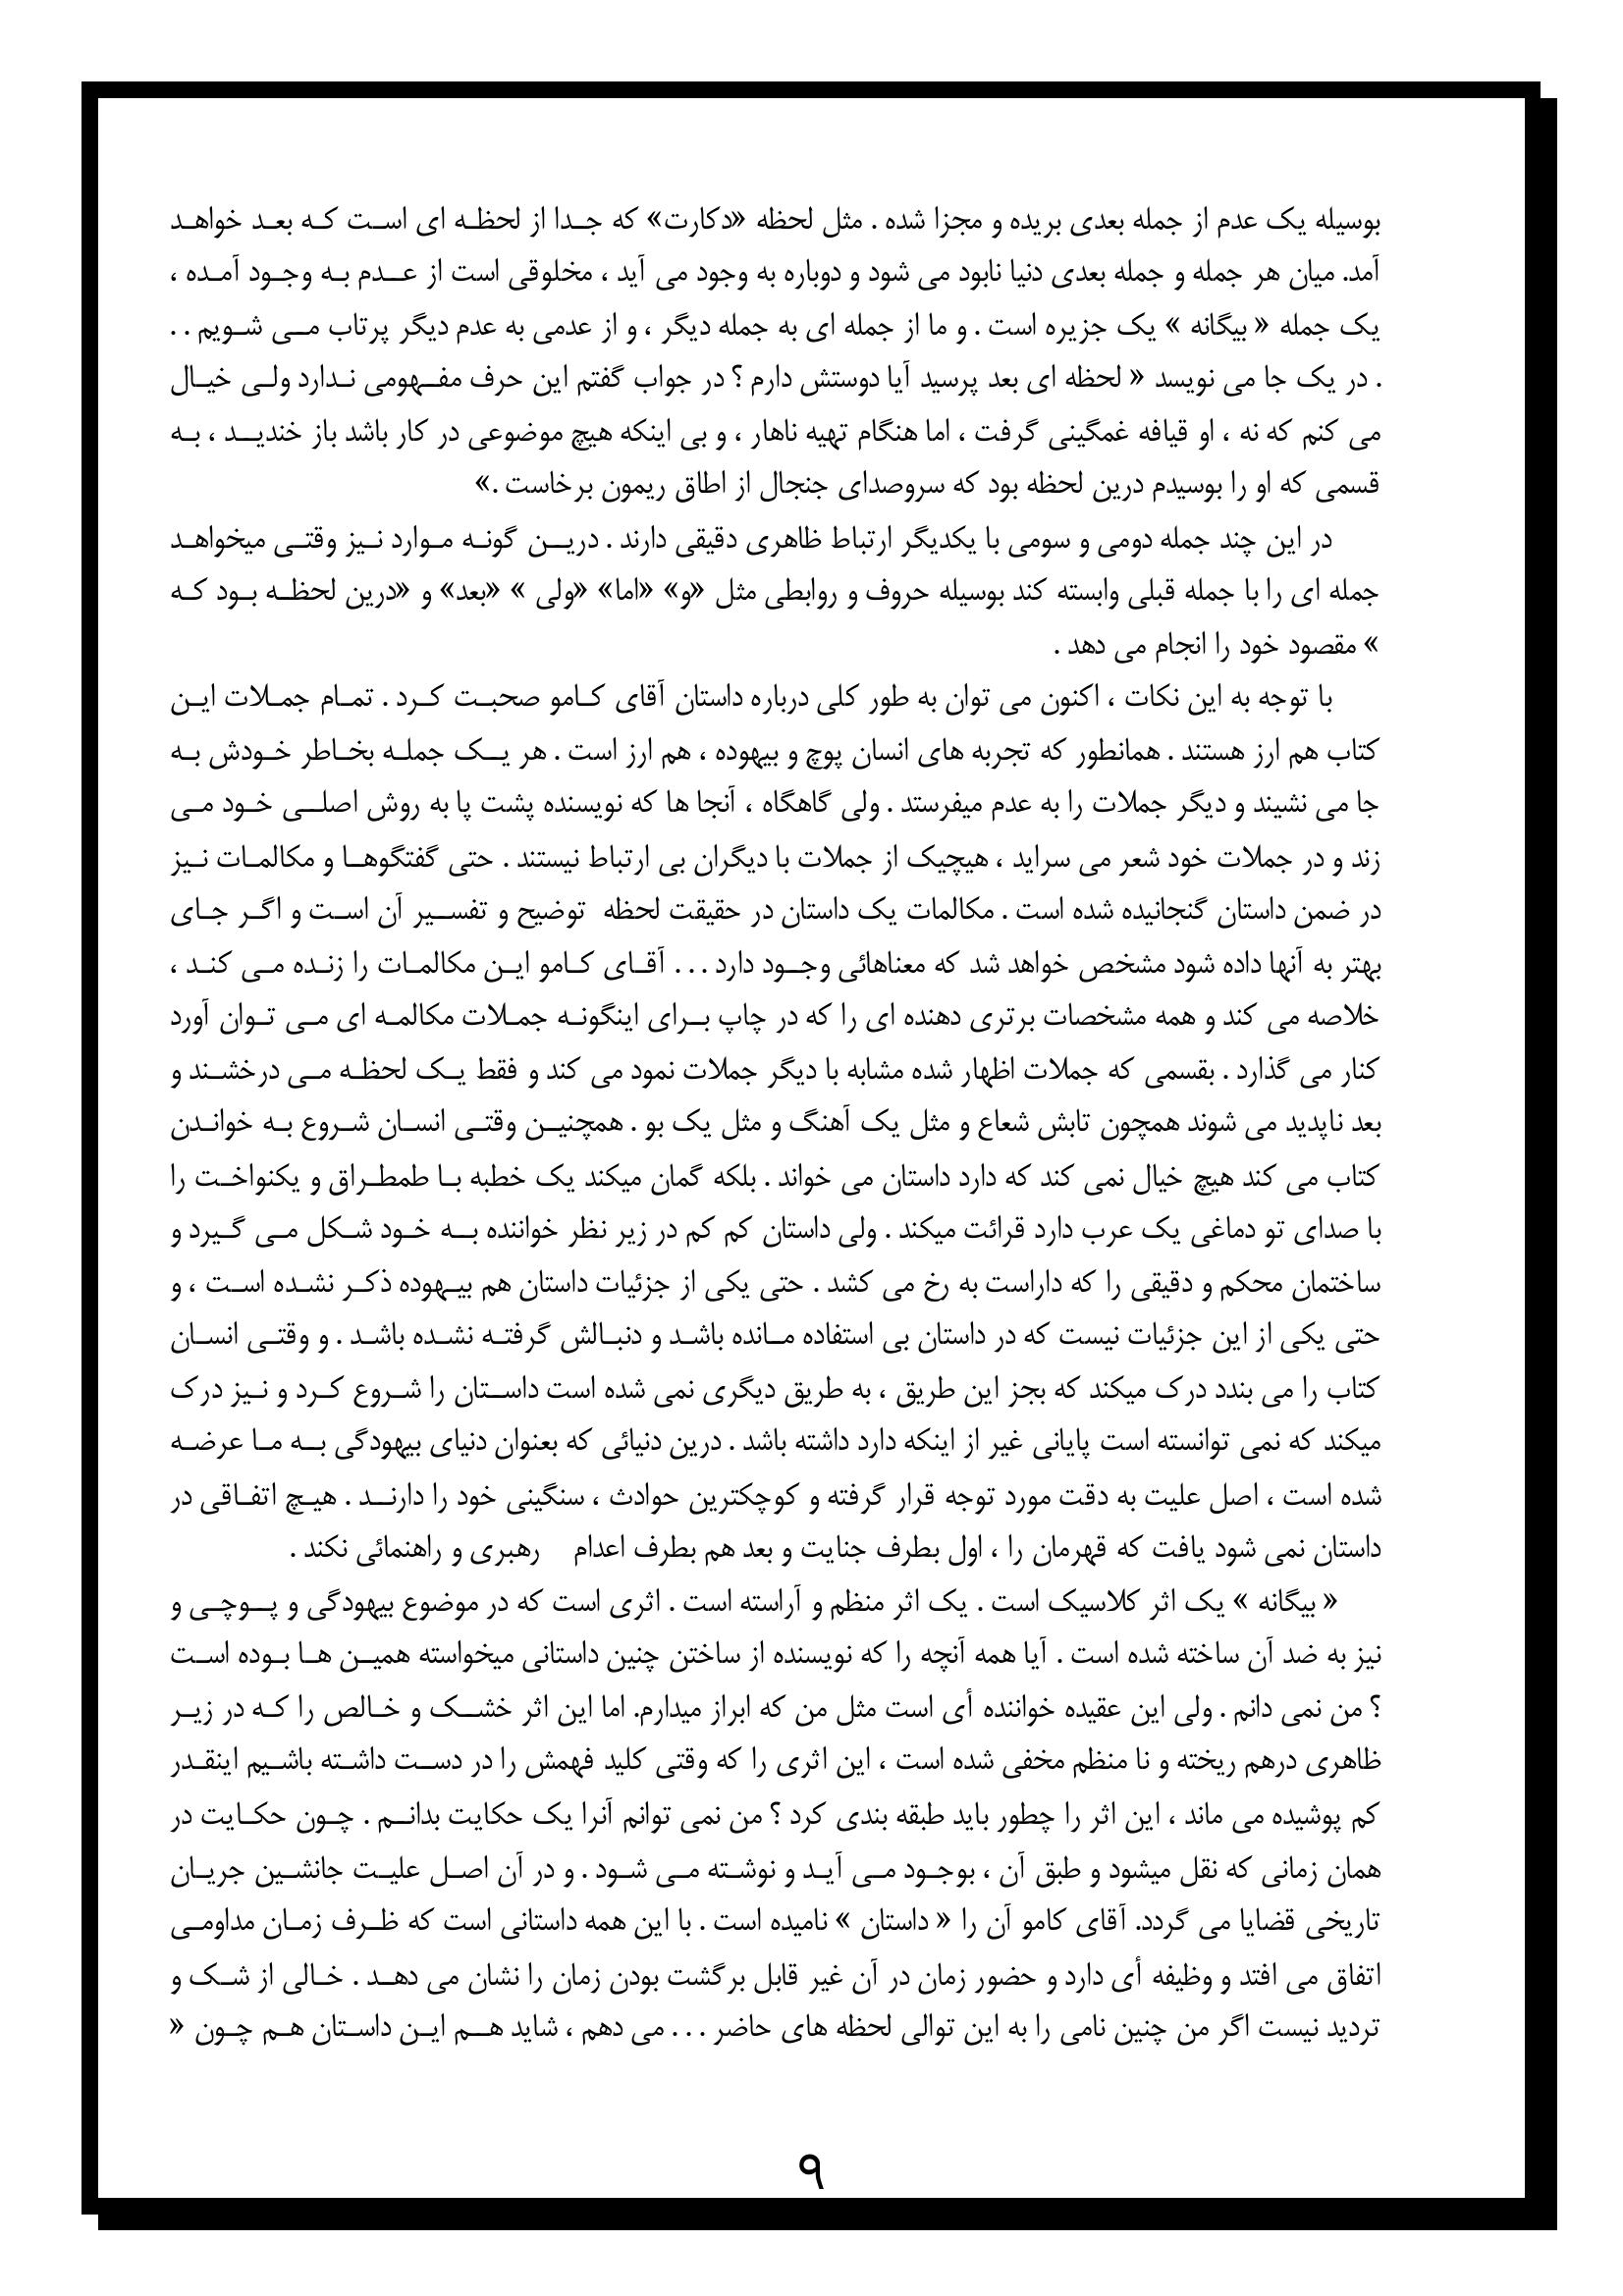 بوسیله یک عدم از جمله بعدی بریده و مجزا شده . مثل لحظه «دکارت» که جدا از لحظه ای است که بعد خواهد
آمد. میان هر جمله و جمله بعدی دنیا نابود می شود و دوباره به وجود می آید ، مخلوقی است از عدم به وجود آمده ،
یک جمله « بیگانه » یک جزیره است . و ما از جمله ای به جمله دیگر ، و از عدمی به عدم دیگر پرتاب می شویم . .
. در یک جا می نویسد « لحظه ای بعد پرسید آیا دوستش دارم ؟ در جواب گفتم این حرف مفهومی ندارد ولی خیال
می کنم که نه ، او قیافه غمگینی گرفت ، اما هنگام تهیه ناهار ، و بی اینکه هیچ موضوعی در کار باشد باز خندید ، به
قسمی که او را بوسیدم درین لحظه بود که سروصدای جنجال از اطاق ریمون برخاست .»
در این چند جمله دومی و سومی با یکدیگر ارتباط ظاهری دقیقی دارند . درین گونه موارد نیز وقتی میخواهد
جمله ای را با جمله قبلی وابسته کند بوسیله حروف و روابطی مثل «و» «اما» «ولی » «بعد» و «درین لحظه بود که
» مقصود خود را انجام می دهد .
با توجه به این نکات ، اکنون می توان به طور کلی درباره داستان آقای کامو صحبت کرد . تمام جملات این
کتاب هم ارز هستند . همانطور که تجربه های انسان پوچ و بیهوده ، هم ارز است . هر یک جمله بخاطر خودش به
جا می نشیند و دیگر جملات را به عدم میفرستد . ولی گاهگاه ، آنجا ها که نویسنده پشت پا به روش اصلی خود می
زند و در جملات خود شعر می سراید ، هیچیک از جملات با دیگران بی ارتباط نیستند . حتی گفتگوها و مکالمات نیز
در ضمن داستان گنجانیده شده است . مکالمات یک داستان در حقیقت لحظه توضیح و تفسیر آن است و اگر جای
بهتر به آنها داده شود مشخص خواهد شد که معناهائی وجود دارد . . . آقای کامو این مکالمات را زنده می کند ،
خلاصه می کند و همه مشخصات برتری دهنده ای را که در چاپ برای اینگونه جملات مکالمه ای می توان آورد
کنار می گذارد . بقسمی که جملات اظهار شده مشابه با دیگر جملات نمود می کند و فقط یک لحظه می درخشند و
بعد ناپدید می شوند همچون تابش شعاع و مثل یک آهنگ و مثل یک بو . همچنین وقتی انسان شروع به خواندن
کتاب می کند هیچ خیال نمی کند که دارد داستان می خواند . بلکه گمان میکند یک خطبه با طمطراق و یکنواخت را
با صدای تو دماغی یک عرب دارد قرائت میکند . ولی داستان کم کم در زیر نظر خواننده به خود شکل می گیرد و
ساختمان محکم و دقیقی را که داراست به رخ می کشد . حتی یکی از جزئیات داستان هم بیهوده ذکر نشده است ، و
حتی یکی از این جزئیات نیست که در داستان بی استفاده مانده باشد و دنبالش گرفته نشده باشد . و وقتی انسان
کتاب را می بندد درک میکند که بجز این طریق ، به طریق دیگری نمی شده است داستان را شروع کرد و نیز درک
میکند که نمی توانسته است پایانی غیر از اینکه دارد داشته باشد . درین دنیائی که بعنوان دنیای بیهودگی به ما عرضه
شده است ، اصل علیت به دقت مورد توجه قرار گرفته و کوچکترین حوادث ، سنگینی خود را دارند . هیچ اتفاقی در
داستان نمی شود یافت که قهرمان را ، اول بطرف جنایت و بعد هم بطرف اعدام رهبری و راهنمائی نکند .
« بیگانه » یک اثر کلاسیک است . یک اثر منظم و آراسته است . اثری است که در موضوع بیهودگی و پوچی و
نیز به ضد آن ساخته شده است . آیا همه آنچه را که نویسنده از ساختن چنین داستانی میخواسته همین ها بوده است
؟ من نمی دانم . ولی این عقیده خواننده أی است مثل من که ابراز میدارم. اما این اثر خشک و خالص را که در زیر
ظاهری درهم ریخته و نا منظم مخفی شده است ، این اثری را که وقتی کلید فهمش را در دست داشته باشیم اینقدر
کم پوشیده می ماند ، این اثر را چطور باید طبقه بندی کرد ؟ من نمی توانم آنرا یک حکایت بدانم . چون حکایت در
همان زمانی که نقل میشود و طبق آن ، بوجود می آید و نوشته می شود . و در آن اصل علیت جانشین جریان
تاریخی قضایا می گردد. آقای کامو آن را « داستان » نامیده است . با این همه داستانی است که ظرف زمان مداومی
اتفاق می افتد و وظیفه أی دارد و حضور زمان در آن غیر قابل برگشت بودن زمان را نشان می دهد . خالی از شک و
تردید نیست اگر من چنین نامی را به این توالی لحظه های حاضر . . . می دهم ، شاید هم این داستان هم چون «
۹